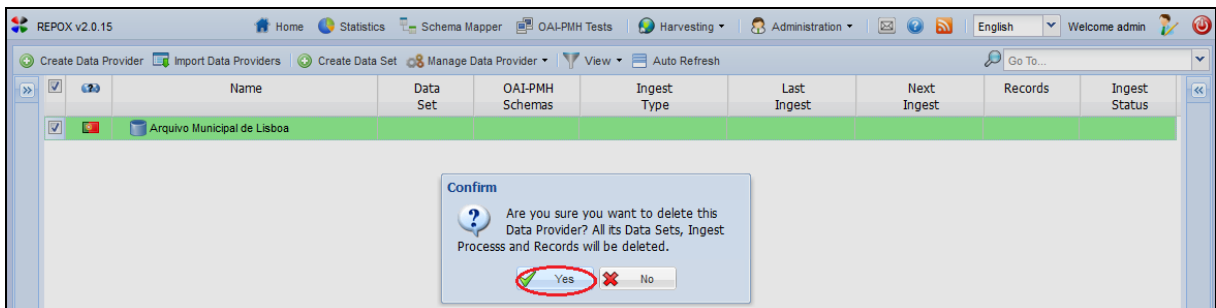 REPOX v2.0.15 Home Statistics Schema Mapper OAI-PMH Tests Harvesting Administration English Welcome admin
Create Data Provider Import Data Providers Create Data Set Manage Data Provider View Auto Refresh Go To...
Name Data Set OAI-PMH Schemas Ingest Type Last Ingest Next Ingest Records Ingest Status
Arquivo Municipal de Lisboa
Confirm
Are you sure you want to delete this
Data Provider? All its Data Sets, Ingest
Processs and Records will be deleted.
Yes No